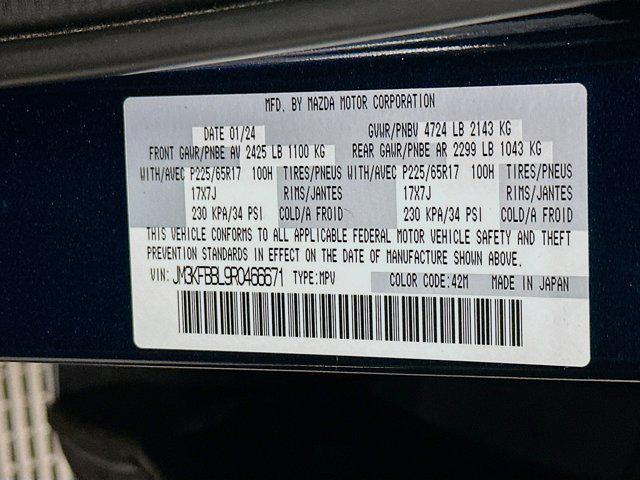 MFD. BY MAZDA MOTOR CORPORATION
DATE 01/24 GVWR/PNBV 4724 LB 2143 KG
FRONT GAWR/PNBE AV 2425 LB 1100 KG REAR GAWR/PNBE AR 2299 LB 1043 KG
WITH/AVEC P225/65R17 100H TIRES/PNEUS WITH/AVEC P225/65R17 100H TIRES/PNEUS
17X7J RIMS/JANTES 17X7J RIMS/JANTES
230 KPA/34 PSI COLD/A FROID 230 KPA/34 PSI COLD/A FROID
THIS VEHICLE CONFORMS TO ALL APPLICABLE FEDERAL MOTOR VEHICLE SAFETY AND THEFT
PREVENTION STANDARDS IN EFFECT ON THE DATE OF MANUFACTURE SHOWN ABOVE.
VIN: JM3KFBBL9R0466671 TYPE:MPV COLOR CODE:42M MADE IN JAPAN